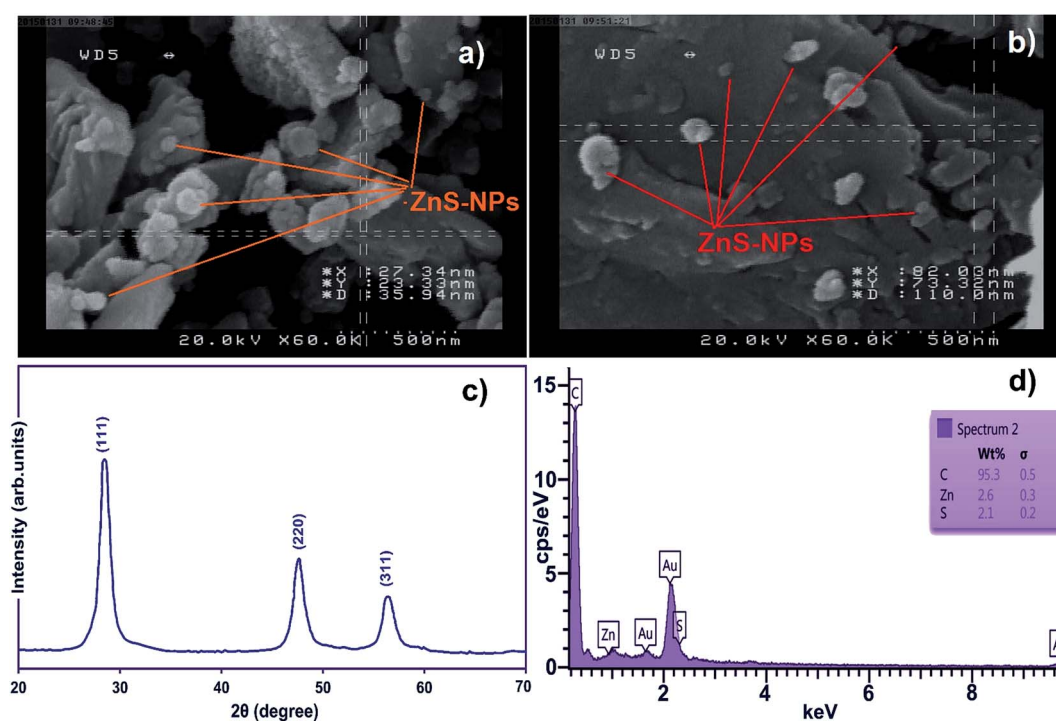 20150131 09:48:45
a)
WD5
ZnS-NPs
*X :27.34nm
*Y :23.33nm
*D :35.94nm
20.0kV X60.0K 500nm
20150131 09:51:21
b)
WD5
ZnS-NPs
*X :82.03nm
*Y :73.32nm
*D :110.0nm
20.0kV X60.0K 500nm
c)
Intensity (arb.units)
(111)
(220)
(311)
20 30 40 50 60 70
2θ (degree)
d)
cps/eV
15
10
5
0
C
Zn
Au
Au
S
A
Spectrum 2
Wt% σ
C 95.3 0.5
Zn 2.6 0.3
S 2.1 0.2
2 4 6 8
keV